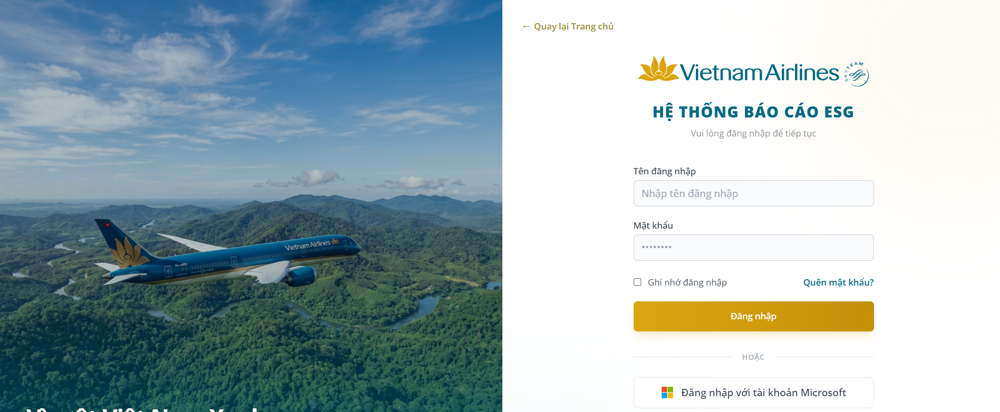 ← Quay lại Trang chủ
Vietnam Airlines
SKYTEAM
HỆ THỐNG BÁO CÁO ESG
Vui lòng đăng nhập để tiếp tục
Tên đăng nhập
Nhập tên đăng nhập
Mật khẩu
••••••••
Ghi nhớ đăng nhập
Quên mật khẩu?
Đăng nhập
HOẶC
Đăng nhập với tài khoản Microsoft
Vietnam Airlines